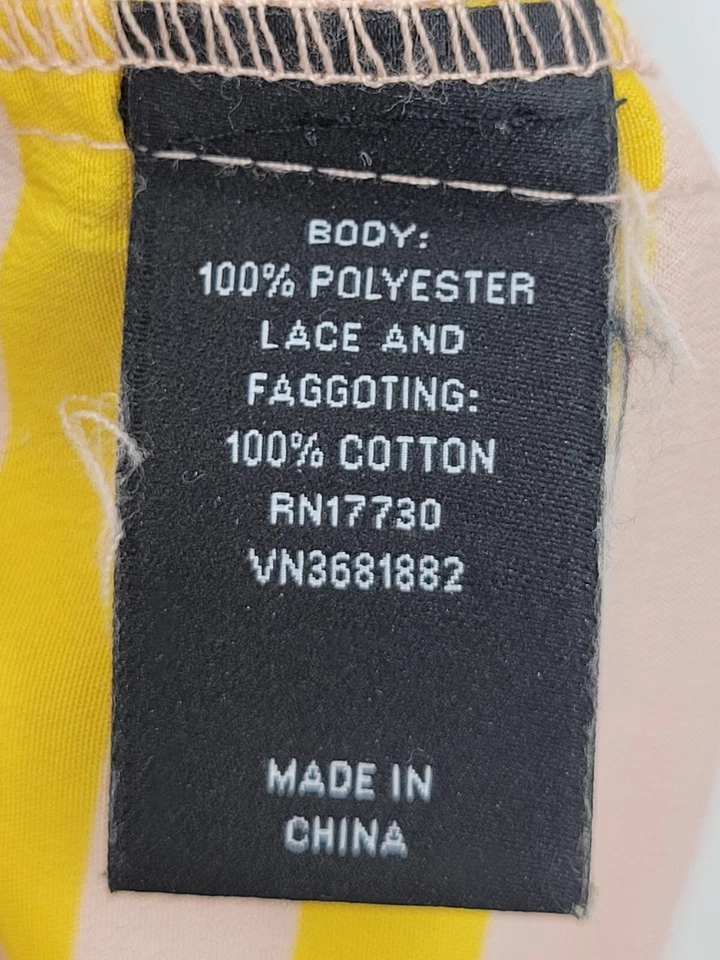 BODY:
100% POLYESTER
LACE AND
FAGGOTING:
100% COTTON
RN17730
VN3681882
MADE IN
CHINA